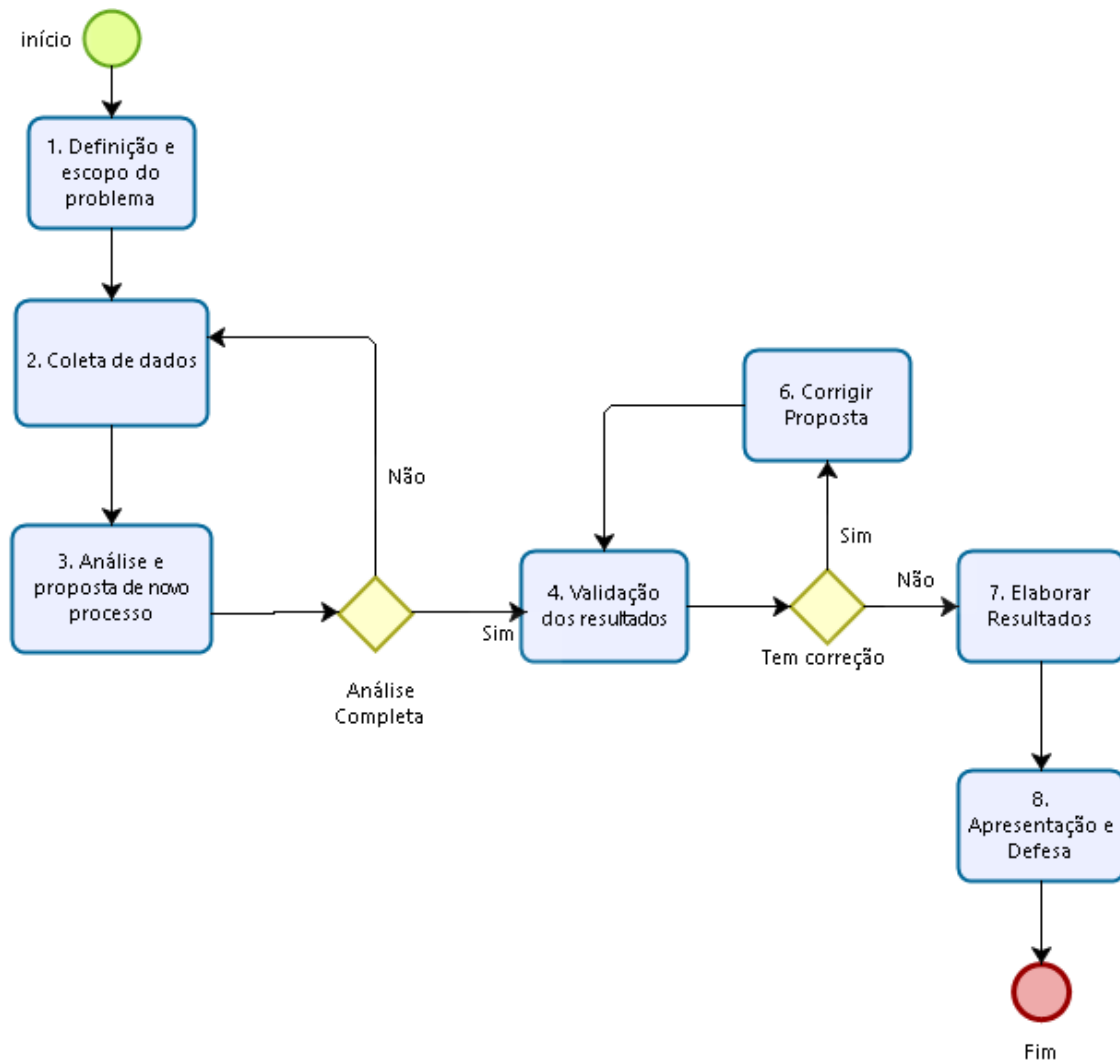 início
1. Definição e
escopo do
problema
2. Coleta de dados
Não
3. Análise e
proposta de novo
processo
Análise
Completa
Sim
4. Validação
dos resultados
Tem correção
Sim
6. Corrigir
Proposta
Não
7. Elaborar
Resultados
8.
Apresentação e
Defesa
Fim